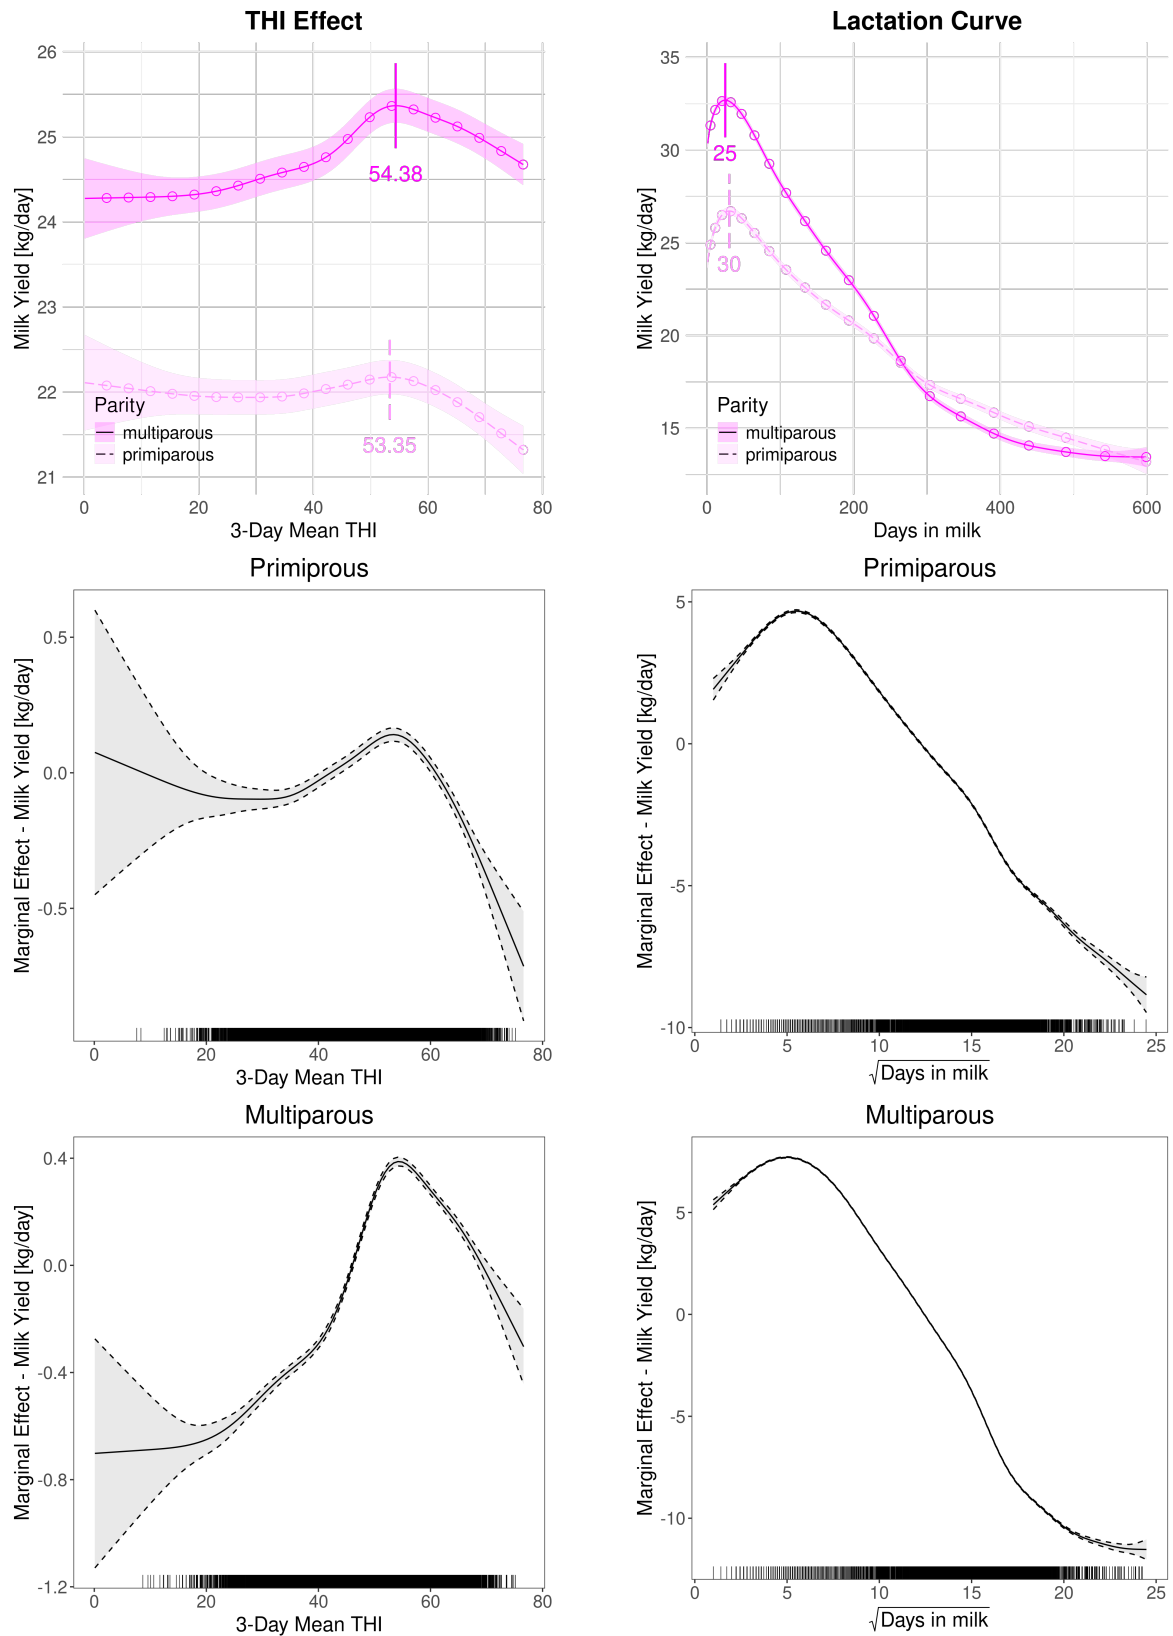 THI Effect
26
25
24
23
22
21
Milk Yield [kg/day]
54.38
53.35
Parity
multiparous
primiparous
0 20 40 60 80
3-Day Mean THI
Lactation Curve
35
30
25
20
15
Milk Yield [kg/day]
25
30
Parity
multiparous
primiparous
0 200 400 600
Days in milk
Primiprous
0.5
0.0
-0.5
Marginal Effect - Milk Yield [kg/day]
0 20 40 60 80
3-Day Mean THI
Primiparous
5
0
-5
-10
Marginal Effect - Milk Yield [kg/day]
0 5 10 15 20 25
√Days in milk
Multiparous
0.4
0.0
-0.4
-0.8
-1.2
Marginal Effect - Milk Yield [kg/day]
0 20 40 60 80
3-Day Mean THI
Multiparous
5
0
-5
-10
Marginal Effect - Milk Yield [kg/day]
0 5 10 15 20 25
√Days in milk